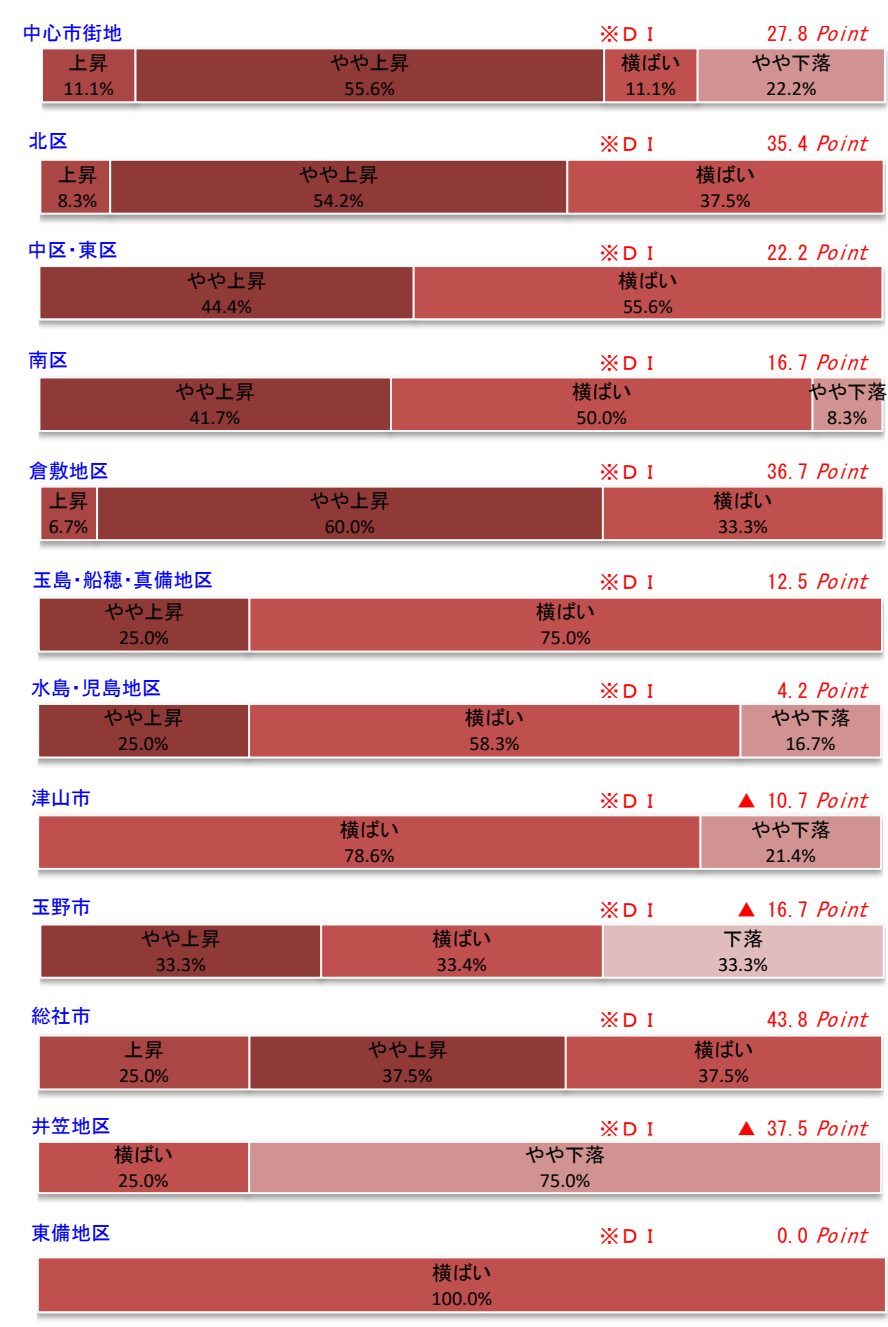 中心市街地 ※ＤＩ 27.8 Point
上昇 やや上昇 横ばい やや下落
11.1% 55.6% 11.1% 22.2%
北区 ※ＤＩ 35.4 Point
上昇 やや上昇 横ばい
8.3% 54.2% 37.5%
中区・東区 ※ＤＩ 22.2 Point
やや上昇 横ばい
44.4% 55.6%
南区 ※ＤＩ 16.7 Point
やや上昇 横ばい やや下落
41.7% 50.0% 8.3%
倉敷地区 ※ＤＩ 36.7 Point
上昇 やや上昇 横ばい
6.7% 60.0% 33.3%
玉島・船穂・真備地区 ※ＤＩ 12.5 Point
やや上昇 横ばい
25.0% 75.0%
水島・児島地区 ※ＤＩ 4.2 Point
やや上昇 横ばい やや下落
25.0% 58.3% 16.7%
津山市 ※ＤＩ ▲ 10.7 Point
横ばい やや下落
78.6% 21.4%
玉野市 ※ＤＩ ▲ 16.7 Point
やや上昇 横ばい 下落
33.3% 33.4% 33.3%
総社市 ※ＤＩ 43.8 Point
上昇 やや上昇 横ばい
25.0% 37.5% 37.5%
井笠地区 ※ＤＩ ▲ 37.5 Point
横ばい やや下落
25.0% 75.0%
東備地区 ※ＤＩ 0.0 Point
横ばい
100.0%